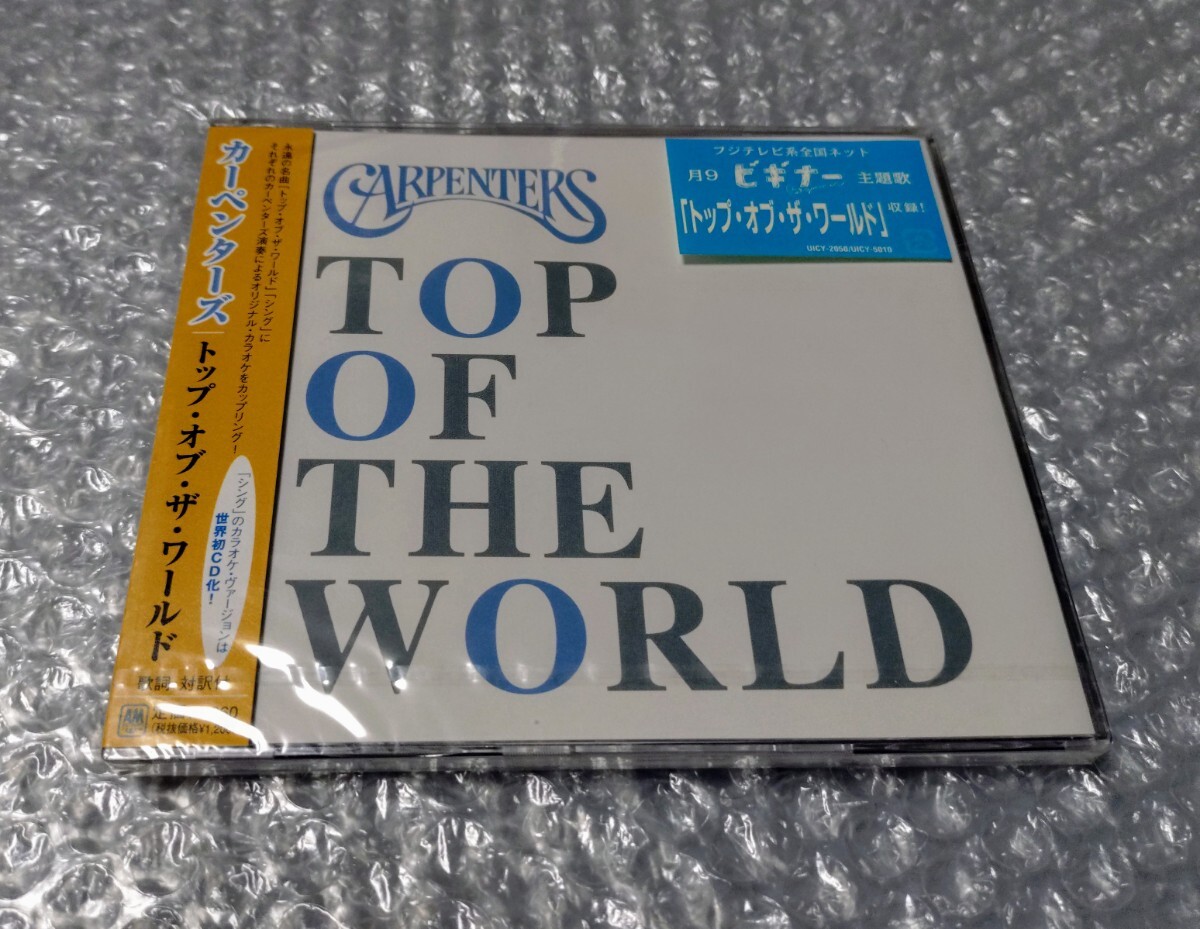 カーペンターズ
トップ・オブ・ザ・ワールド
永遠の名曲「トップ・オブ・ザ・ワールド」「シング」に
それぞれのカーペンターズ演奏によるオリジナル・カラオケをカップリング!
「シング」のカラオケ・ヴァージョンは
世界初CD化!
歌詞 対訳付
(税抜価格¥1,200
CARPENTERS
TOP
OF
THE
WORLD
フジテレビ系全国ネット
月9 ビギナー 主題歌
「トップ・オブ・ザ・ワールド」収録!